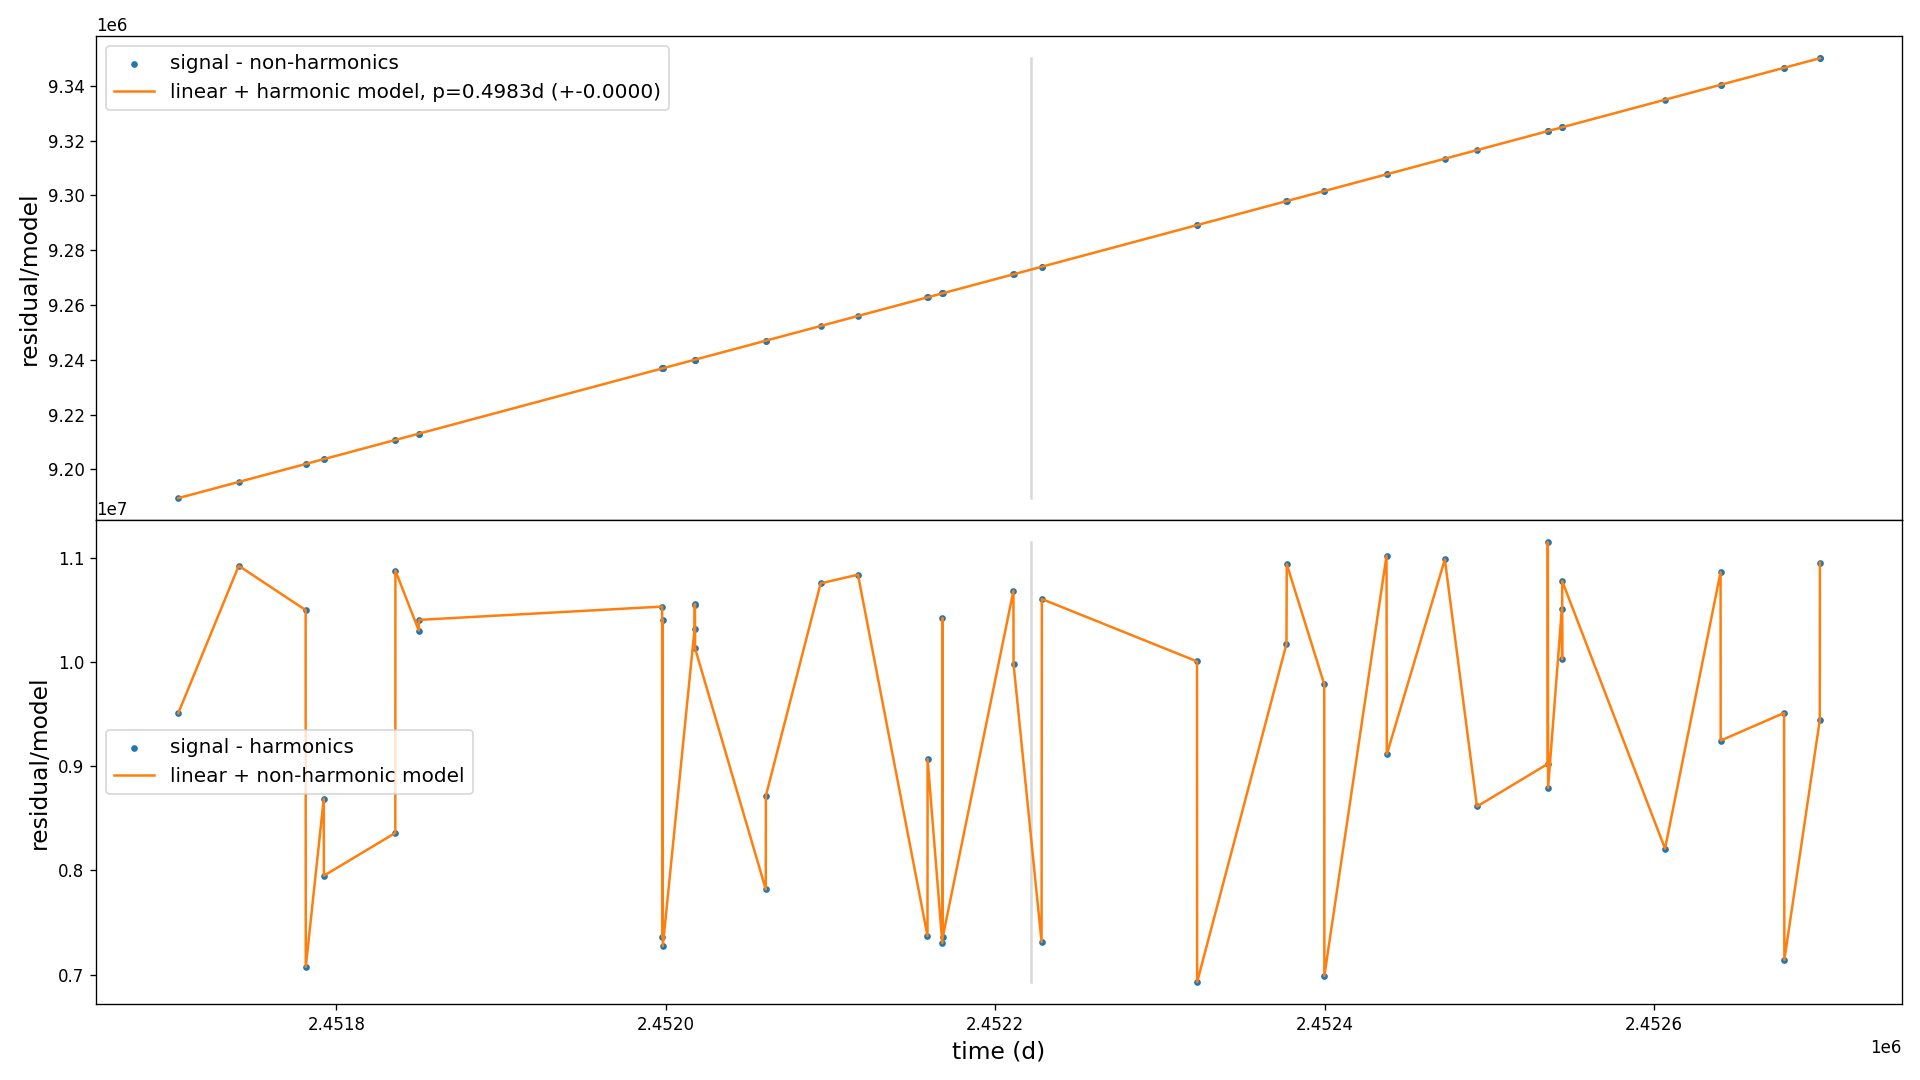 1e6
signal - non-harmonics
linear + harmonic model, p=0.4983d (+-0.0000)
9.34
9.32
9.30
9.28
9.26
9.24
9.22
9.20
residual/model
1e7
1.1
1.0
0.9
0.8
0.7
residual/model
signal - harmonics
linear + non-harmonic model
2.4518
2.4520
2.4522
2.4524
2.4526
time (d)
1e6